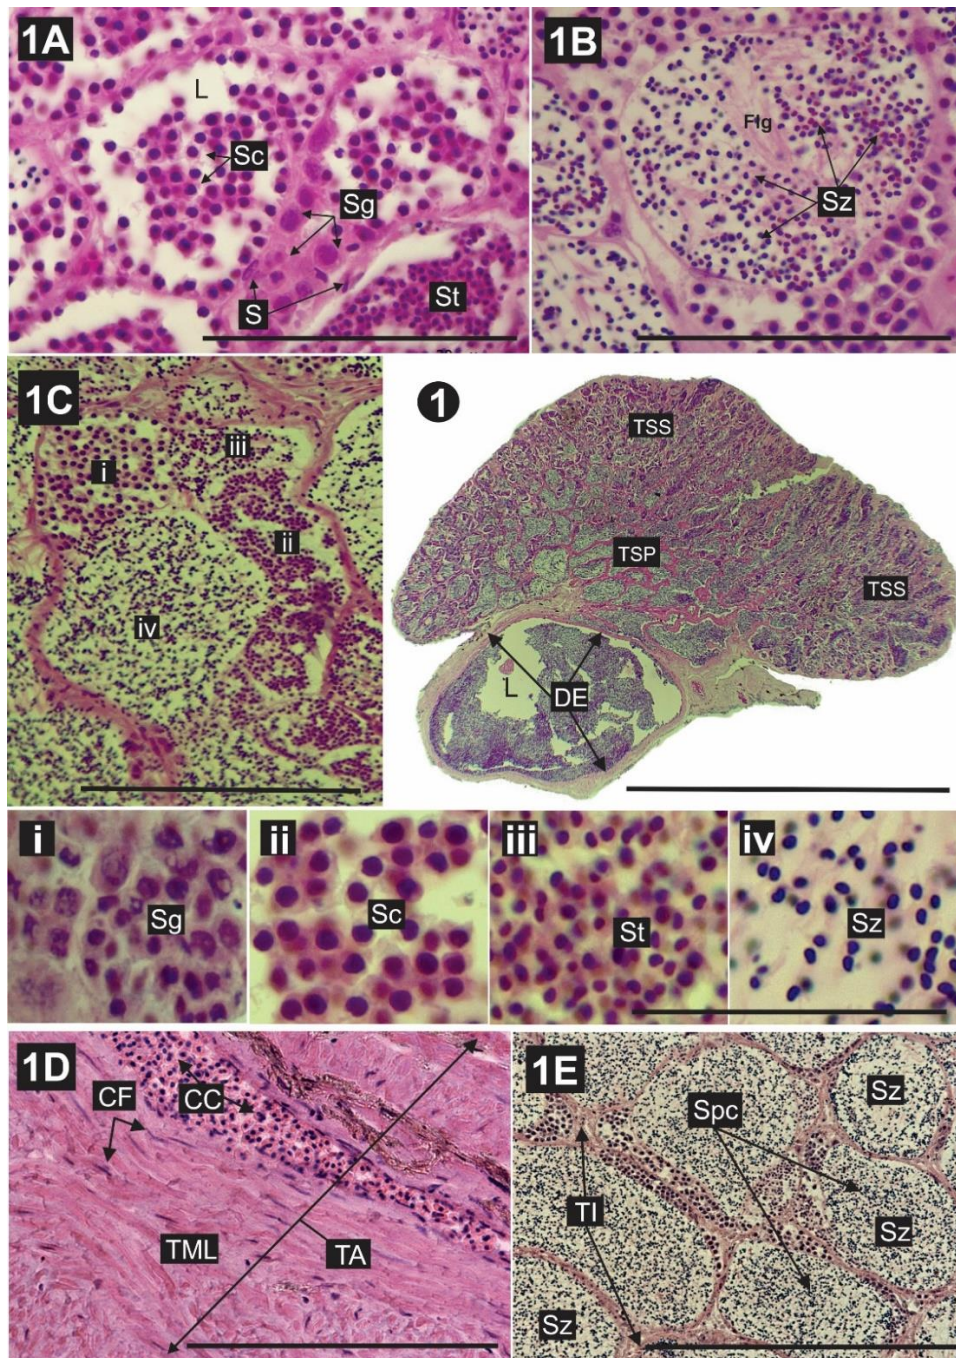 1A
L
Sc
Sg
S
St
1B
Flg
Sz
1C
i
iii
ii
iv
1
TSS
TSP
TSS
L
DE
i
Sg
ii
Sc
iii
St
iv
Sz
1D
CF
CC
TML
TA
1E
Spc
Sz
TI
Sz
Sz